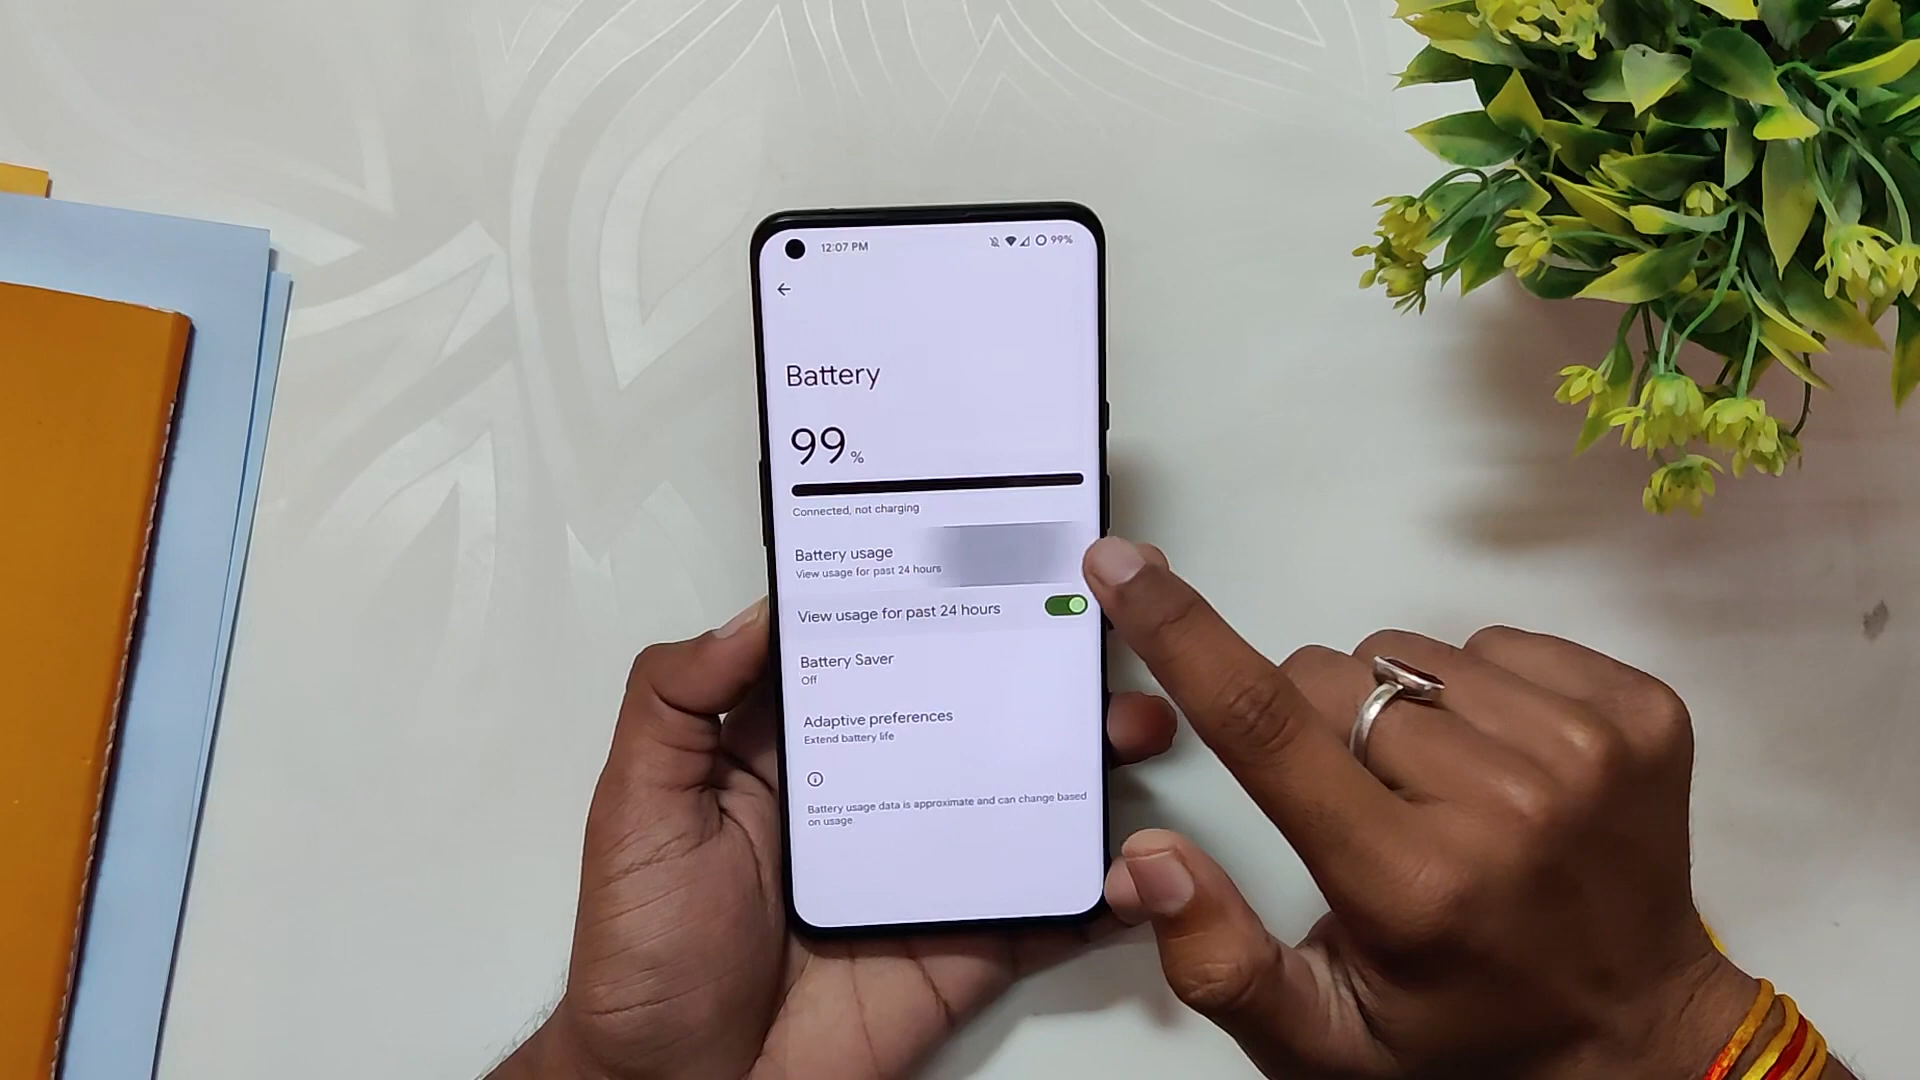 12:07 PM 99%
Battery
99%
Connected, not charging
Battery usage
View usage for past 24 hours
View usage for past 24 hours
Battery Saver
Off
Adaptive preferences
Extend battery life
Battery usage data is approximate and can change based
on usage